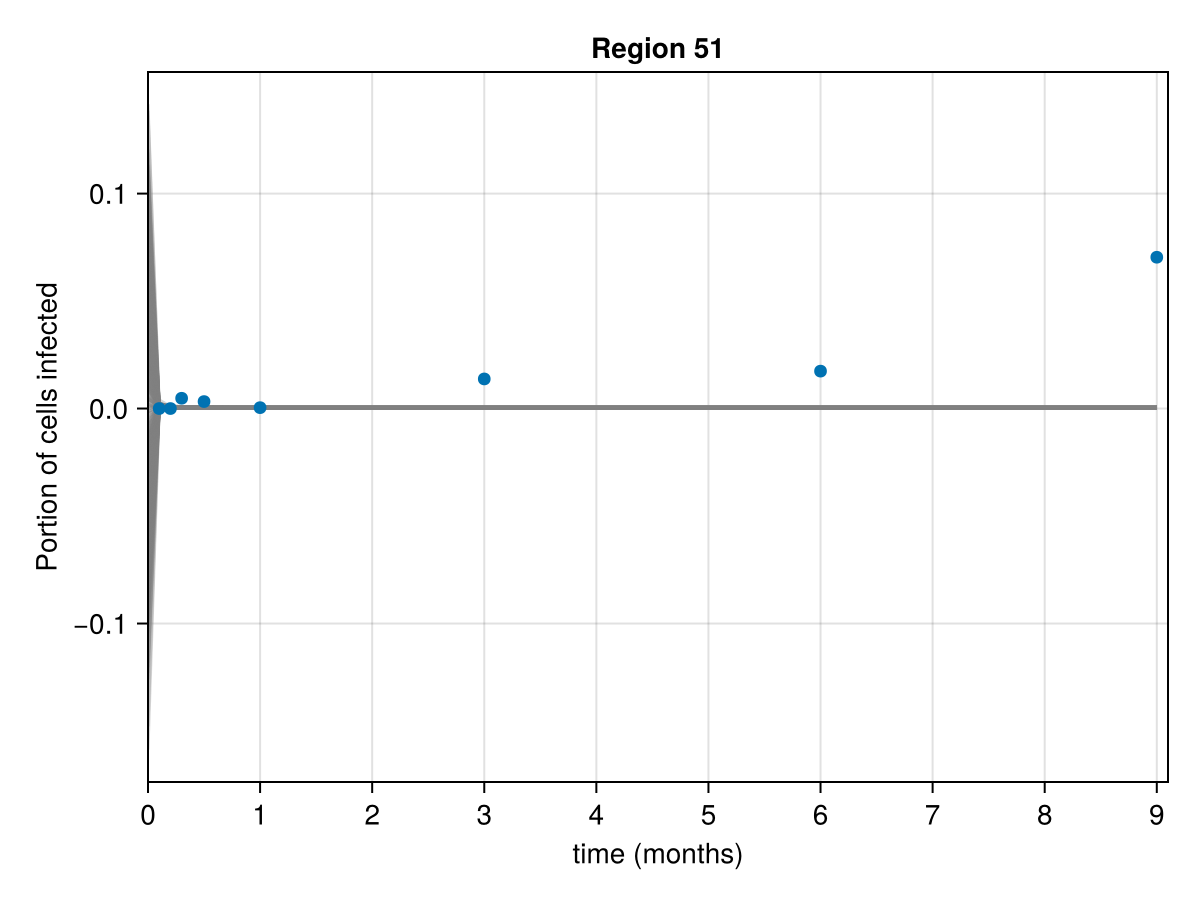 Region 51
Portion of cells infected
0.1
0.0
−0.1
0 1 2 3 4 5 6 7 8 9
time (months)